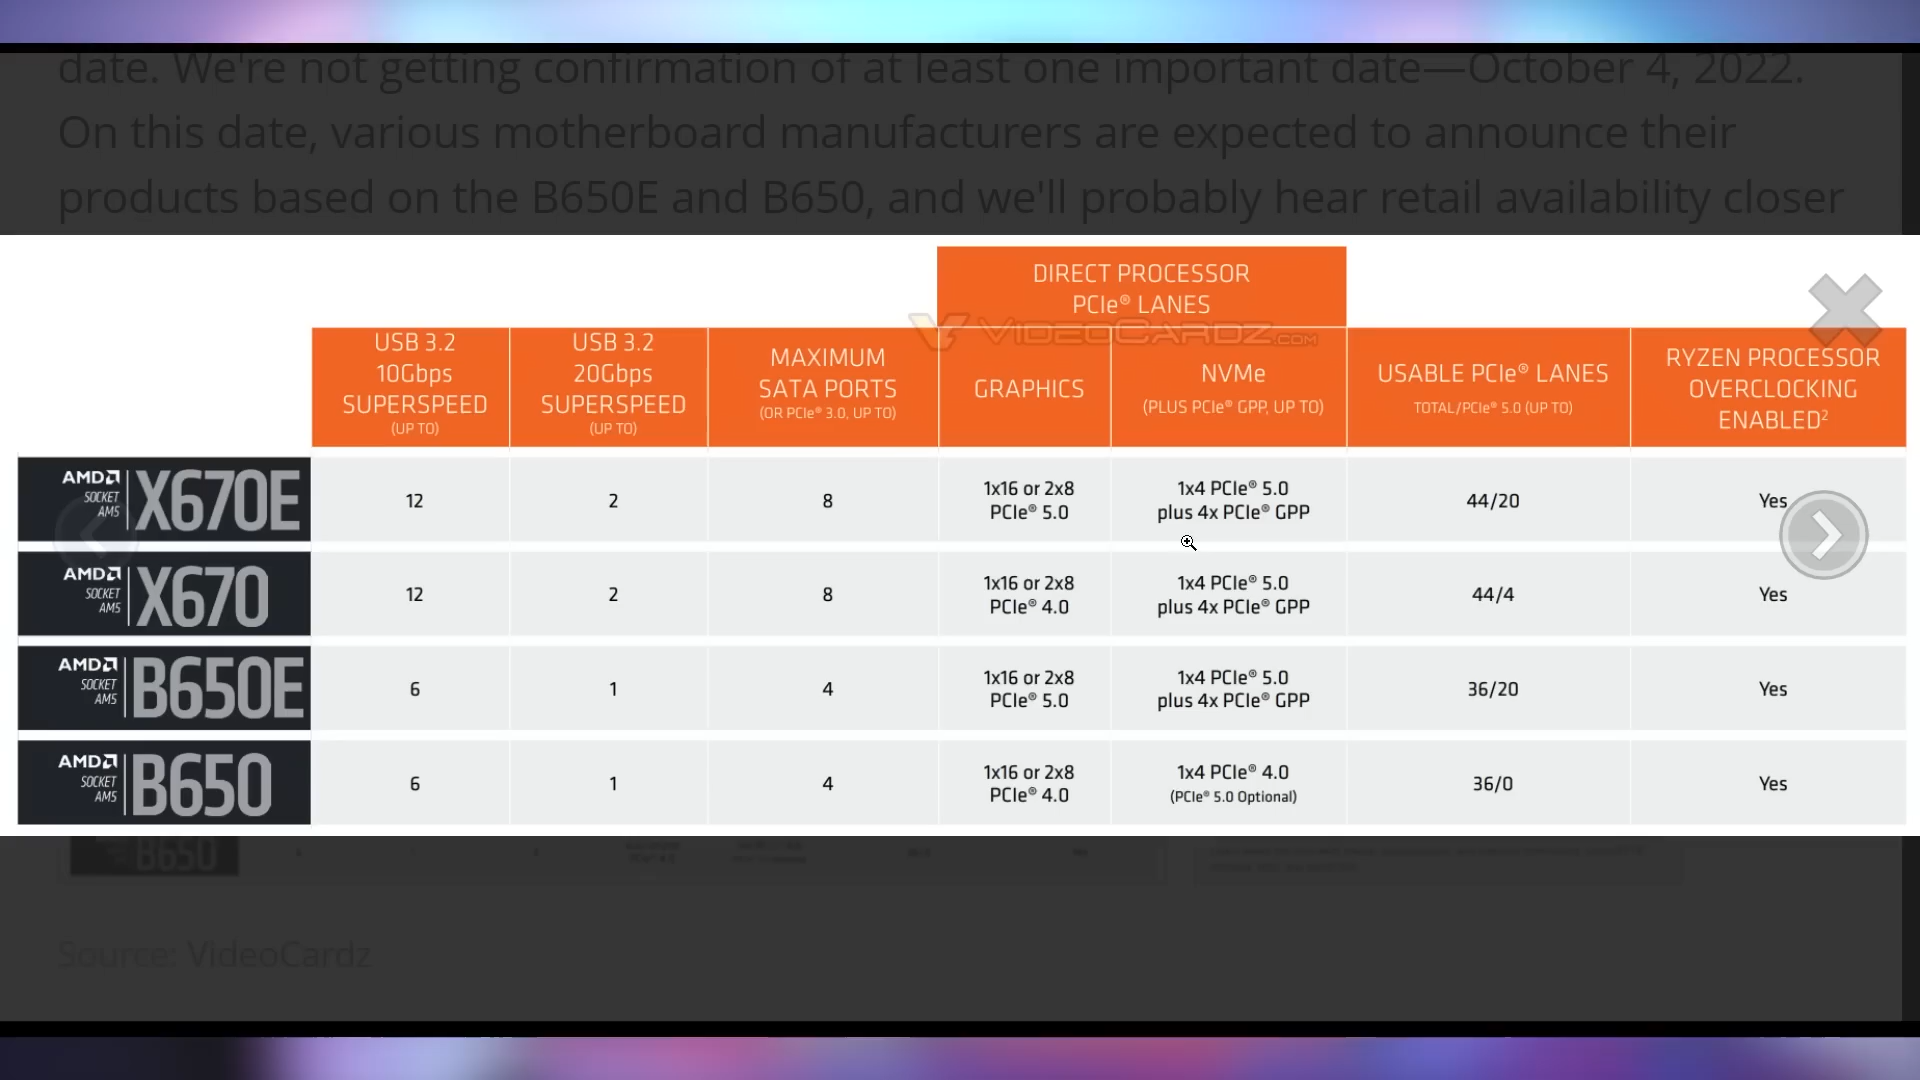 date. We're not getting confirmation of at least one important date—October 4, 2022.
On this date, various motherboard manufacturers are expected to announce their
products based on the B650E and B650, and we'll probably hear retail availability closer
DIRECT PROCESSOR
PCIe® LANES
VIDEOCARDZ.COM
USB 3.2
10Gbps
SUPERSPEED
(UP TO)
USB 3.2
20Gbps
SUPERSPEED
(UP TO)
MAXIMUM
SATA PORTS
(OR PCIe® 3.0, UP TO)
GRAPHICS
NVMe
(PLUS PCIe® GPP, UP TO)
USABLE PCIe® LANES
TOTAL/PCIe® 5.0 (UP TO)
RYZEN PROCESSOR
OVERCLOCKING
ENABLED²
AMD
SOCKET
AM5
X670E
12
2
8
1x16 or 2x8
PCIe® 5.0
1x4 PCIe® 5.0
plus 4x PCIe® GPP
44/20
Yes
AMD
SOCKET
AM5
X670
12
2
8
1x16 or 2x8
PCIe® 4.0
1x4 PCIe® 5.0
plus 4x PCIe® GPP
44/4
Yes
AMD
SOCKET
AM5
B650E
6
1
4
1x16 or 2x8
PCIe® 5.0
1x4 PCIe® 5.0
plus 4x PCIe® GPP
36/20
Yes
AMD
SOCKET
AM5
B650
6
1
4
1x16 or 2x8
PCIe® 4.0
1x4 PCIe® 4.0
(PCIe® 5.0 Optional)
36/0
Yes
B650
Source: VideoCardz